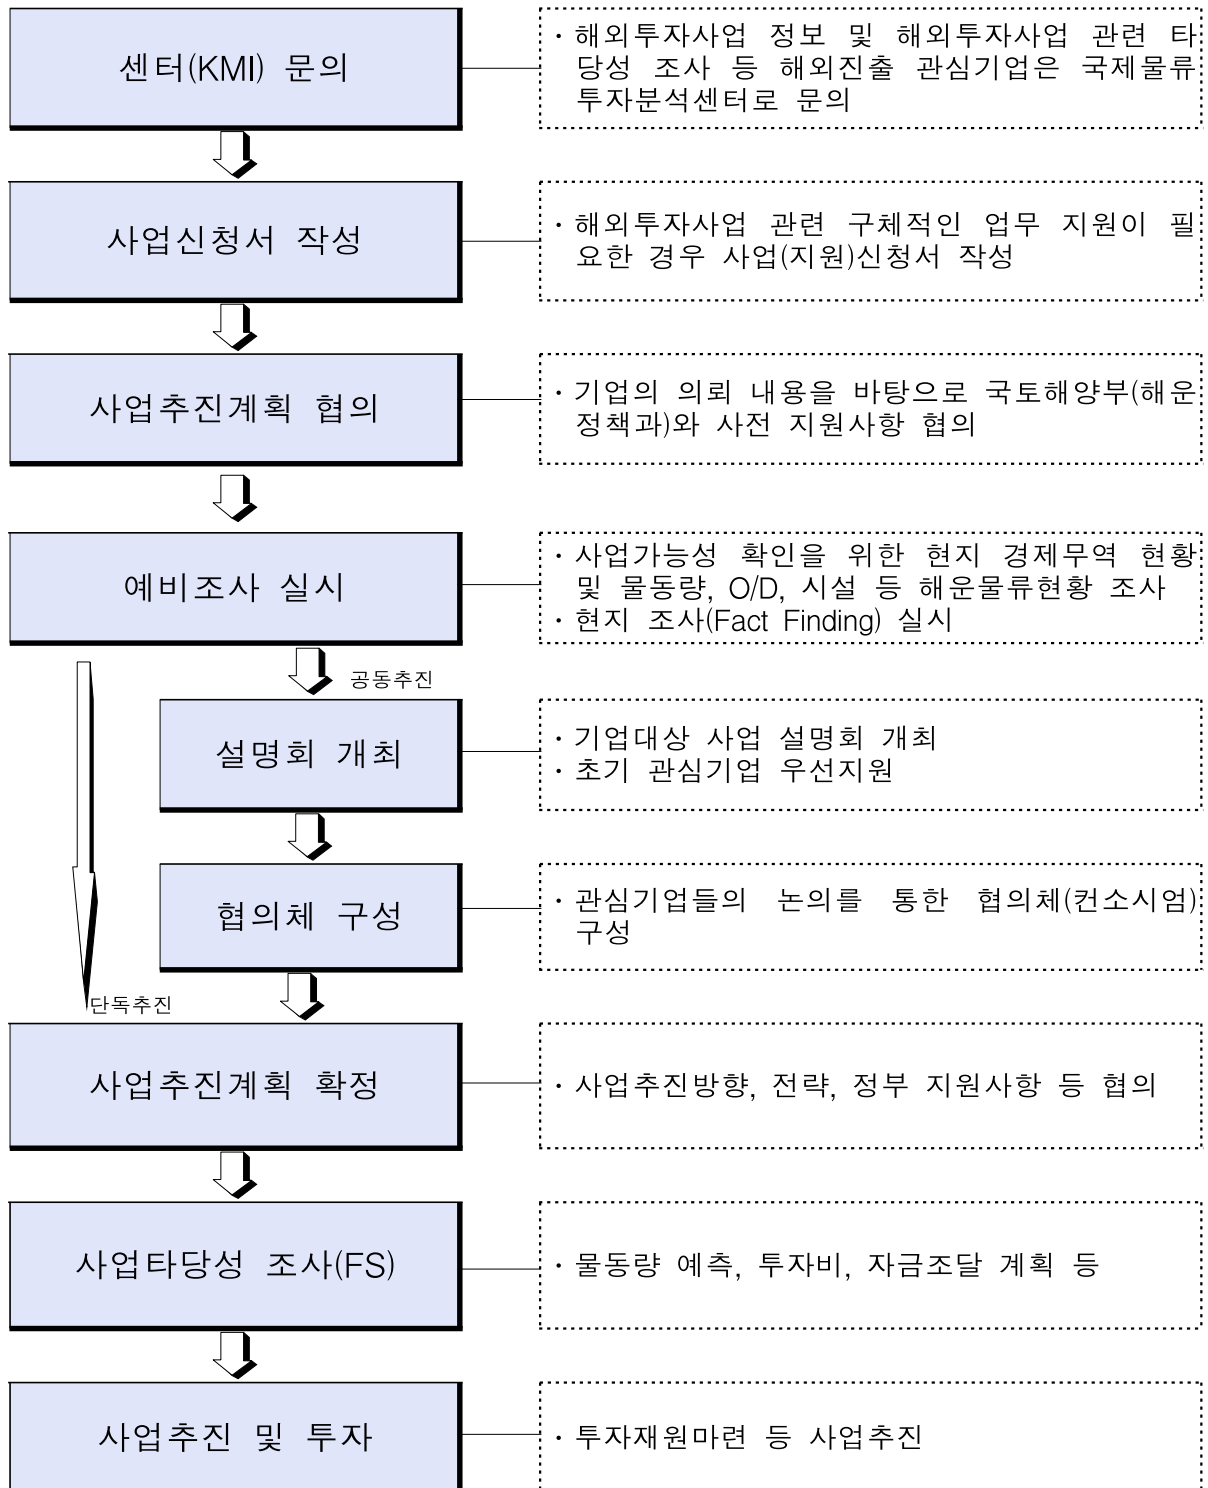 센터(KMI) 문의
· 해외투자사업 정보 및 해외투자사업 관련 타
당성 조사 등 해외진출 관심기업은 국제물류
투자분석센터로 문의
사업신청서 작성
· 해외투자사업 관련 구체적인 업무 지원이 필
요한 경우 사업(지원)신청서 작성
사업추진계획 협의
· 기업의 의뢰 내용을 바탕으로 국토해양부(해운
정책과)와 사전 지원사항 협의
예비조사 실시
· 사업가능성 확인을 위한 현지 경제무역 현황
및 물동량, O/D, 시설 등 해운물류현황 조사
· 현지 조사(Fact Finding) 실시
공동추진
설명회 개최
· 기업대상 사업 설명회 개최
· 초기 관심기업 우선지원
협의체 구성
· 관심기업들의 논의를 통한 협의체(컨소시엄)
구성
단독추진
사업추진계획 확정
· 사업추진방향, 전략, 정부 지원사항 등 협의
사업타당성 조사(FS)
· 물동량 예측, 투자비, 자금조달 계획 등
사업추진 및 투자
· 투자재원마련 등 사업추진